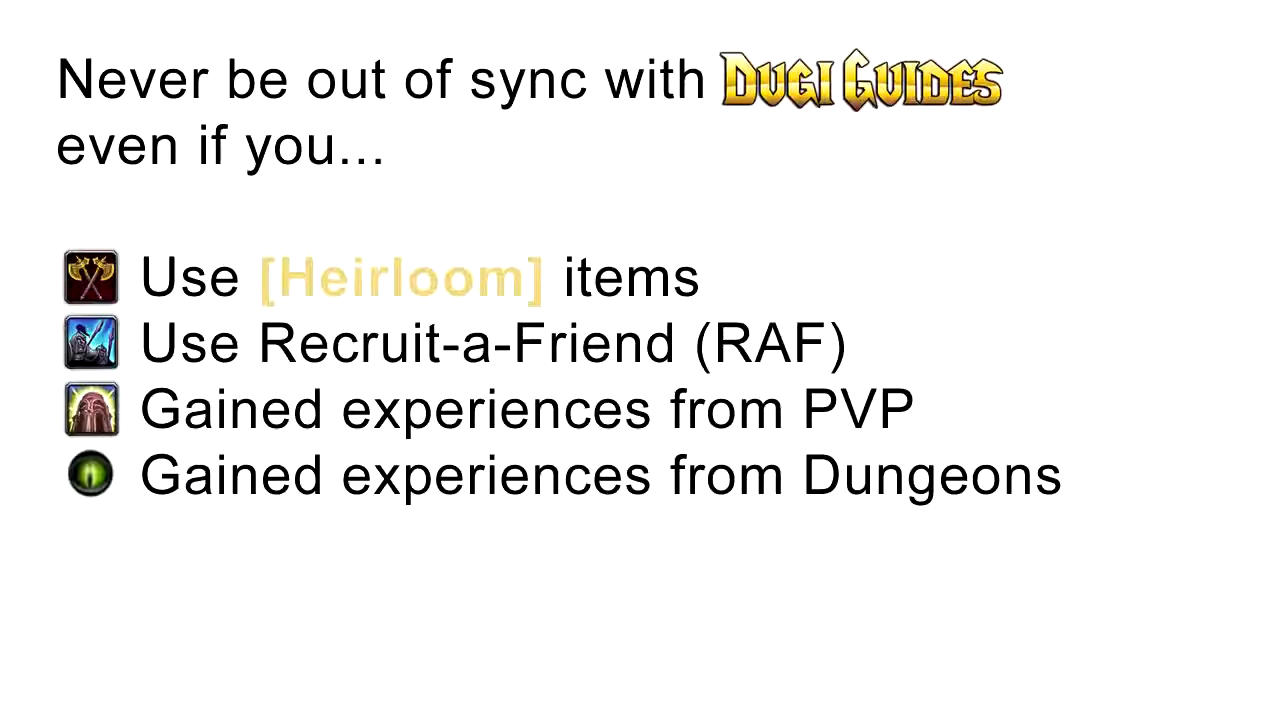 Never be out of sync with DUGI GUIDES
even if you...
Use [Heirloom] items
Use Recruit-a-Friend (RAF)
Gained experiences from PVP
Gained experiences from Dungeons